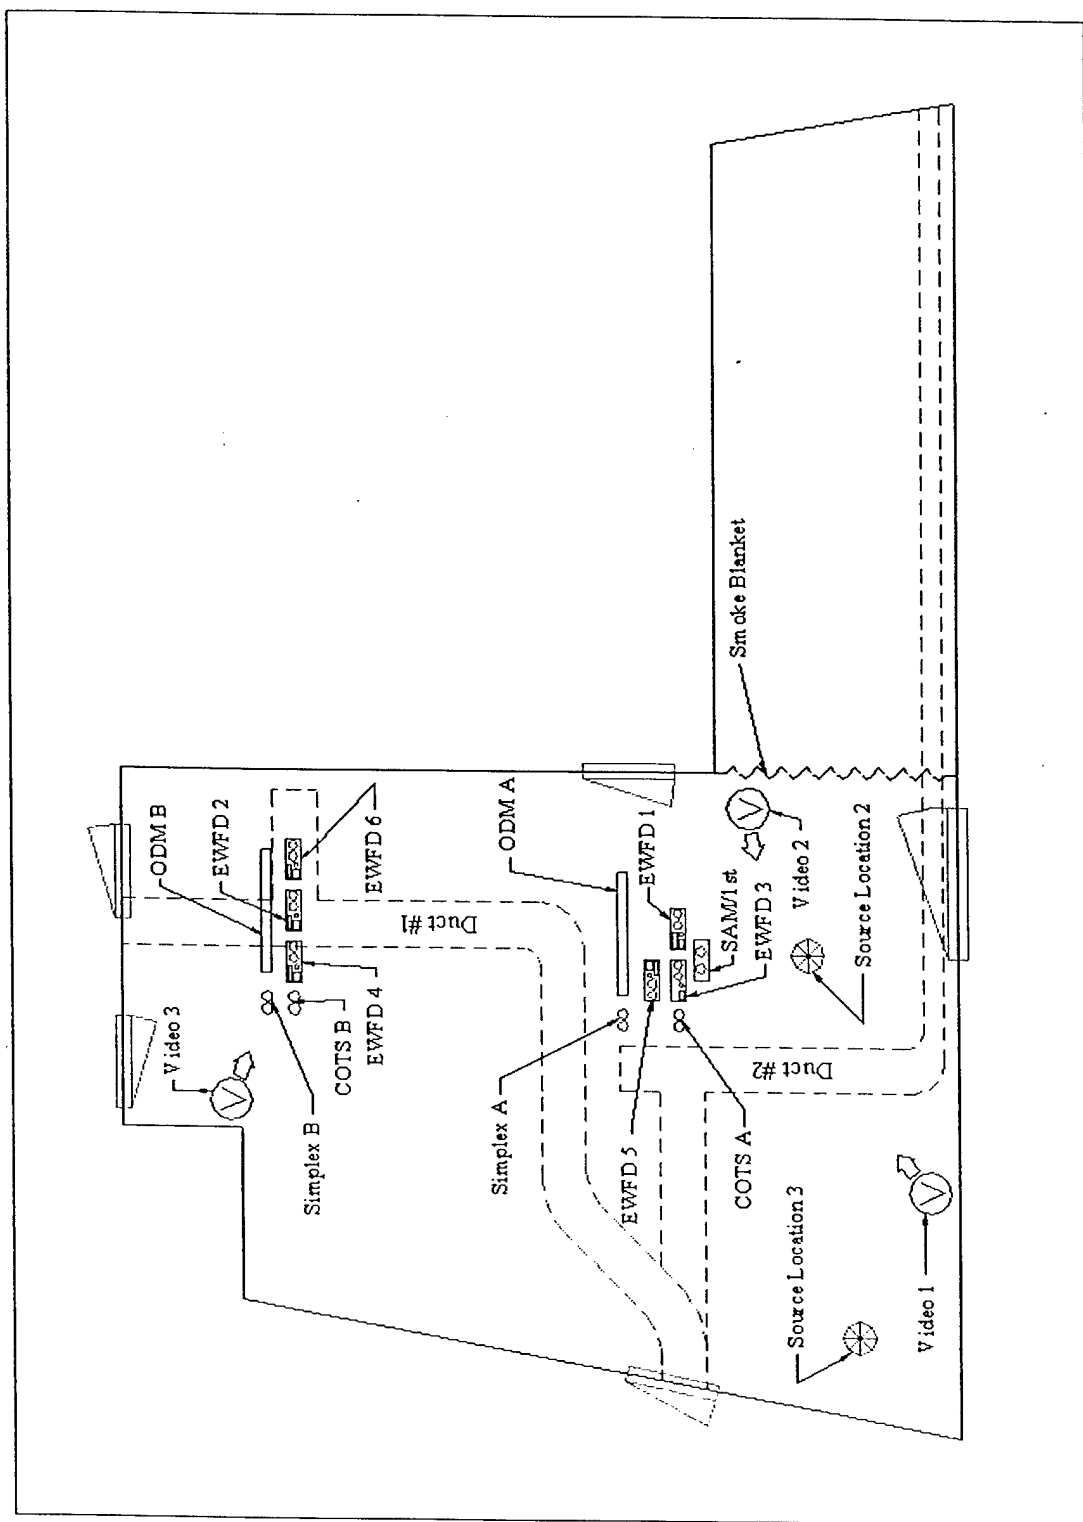 Video 3
ODM B
EWFD 2
EWFD 6
Duct #1
Simplex B
COTS B
EWFD 4
ODM A
EWFD 1
SAM/1st
EWFD 3
Simplex A
EWFD 5
COTS A
Duct #2
Smoke Blanket
V
Video 2
Source Location 2
Source Location 3
Video 1
V
V